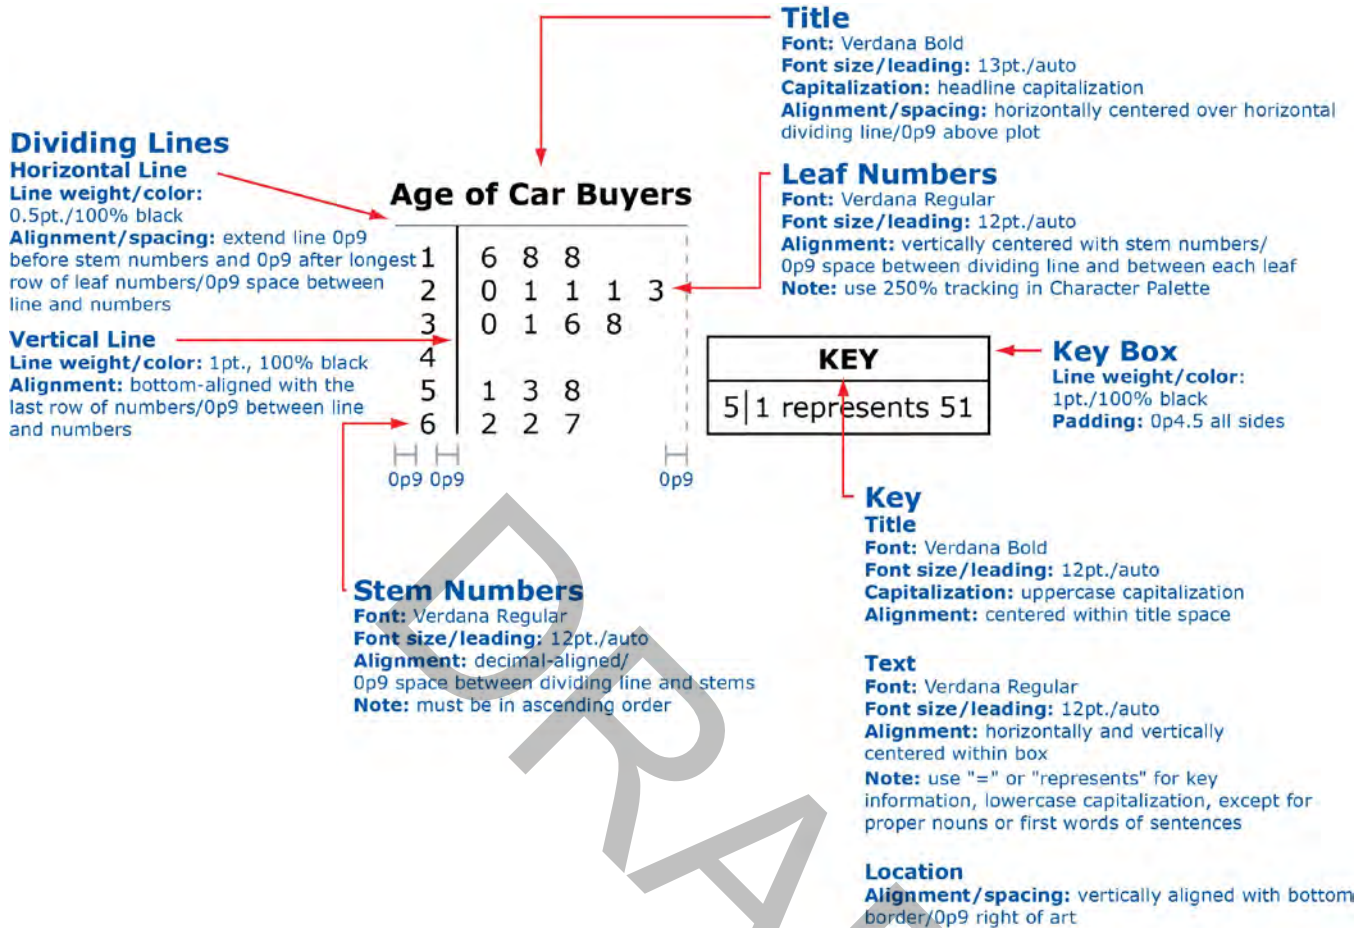 Title
Font: Verdana Bold
Font size/leading: 13pt./auto
Capitalization: headline capitalization
Alignment/spacing: horizontally centered over horizontal
dividing line/0p9 above plot
Dividing Lines
Horizontal Line
Line weight/color:
0.5pt./100% black
Alignment/spacing: extend line 0p9
before stem numbers and 0p9 after longest
row of leaf numbers/0p9 space between
line and numbers
Vertical Line
Line weight/color: 1pt., 100% black
Alignment: bottom-aligned with the
last row of numbers/0p9 between line
and numbers
Age of Car Buyers
1 6 8 8
2 0 1 1 1 3
3 0 1 6 8
4
5 1 3 8
6 2 2 7
0p9 0p9 0p9
Leaf Numbers
Font: Verdana Regular
Font size/leading: 12pt./auto
Alignment: vertically centered with stem numbers/
0p9 space between dividing line and between each leaf
Note: use 250% tracking in Character Palette
KEY
5|1 represents 51
Key Box
Line weight/color:
1pt./100% black
Padding: 0p4.5 all sides
Stem Numbers
Font: Verdana Regular
Font size/leading: 12pt./auto
Alignment: decimal-aligned/
0p9 space between dividing line and stems
Note: must be in ascending order
Key
Title
Font: Verdana Bold
Font size/leading: 12pt./auto
Capitalization: uppercase capitalization
Alignment: centered within title space
Text
Font: Verdana Regular
Font size/leading: 12pt./auto
Alignment: horizontally and vertically
centered within box
Note: use "=" or "represents" for key
information, lowercase capitalization, except for
proper nouns or first words of sentences
Location
Alignment/spacing: vertically aligned with bottom
border/0p9 right of art